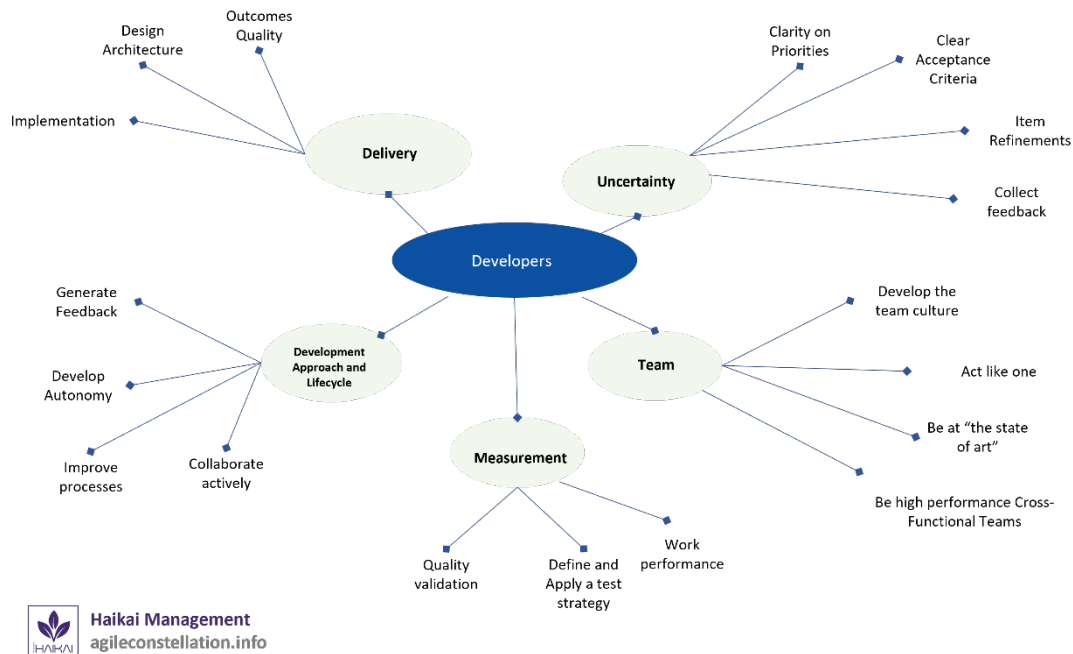 Design
Architecture
Outcomes
Quality
Implementation
Delivery
Clarity on
Priorities
Clear
Acceptance
Criteria
Item
Refinements
Collect
feedback
Uncertainty
Developers
Generate
Feedback
Develop
Autonomy
Improve
processes
Collaborate
actively
Development
Approach and
Lifecycle
Develop the
team culture
Act like one
Be at “the state
of art”
Be high performance Cross-
Functional Teams
Team
Measurement
Quality
validation
Define and
Apply a test
strategy
Work
performance
HAIKAI
Haikai Management
agileconstellation.info